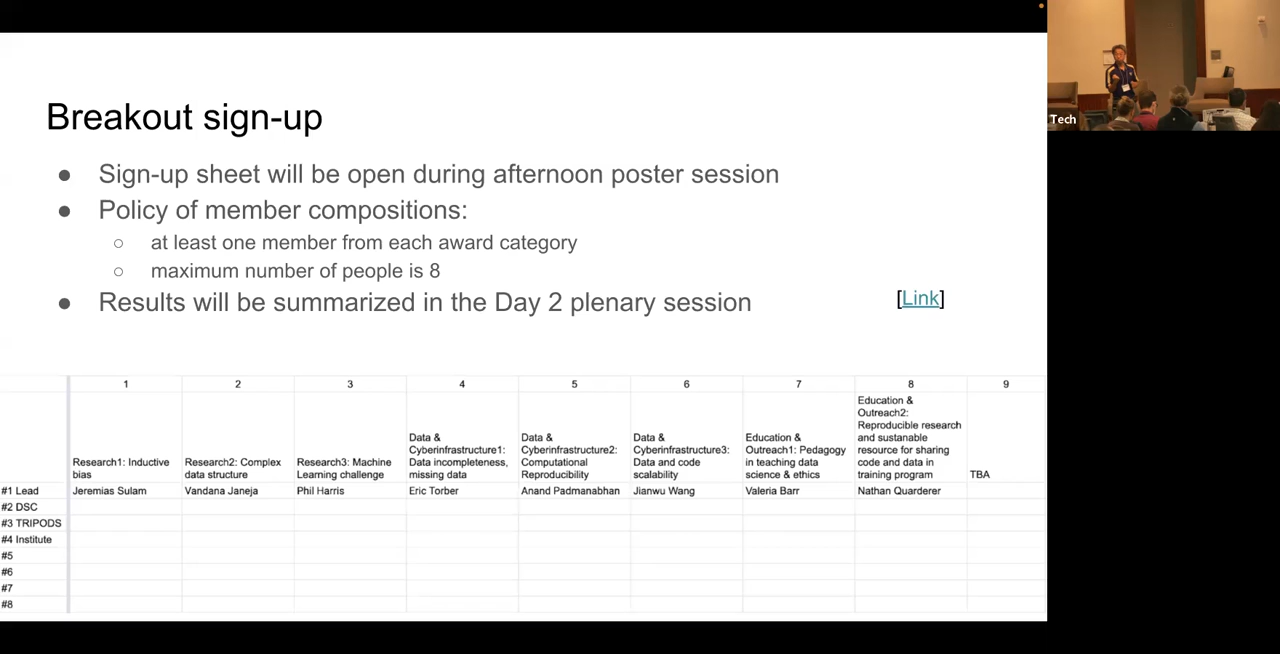 Breakout sign-up
● Sign-up sheet will be open during afternoon poster session
● Policy of member compositions:
○ at least one member from each award category
○ maximum number of people is 8
● Results will be summarized in the Day 2 plenary session
[Link]
1 2 3 4 5 6 7 8 9
Research1: Inductive
bias
Research2: Complex
data structure
Research3: Machine
Learning challenge
Data &
Cyberinfrastructure1:
Data incompleteness,
missing data
Data &
Cyberinfrastructure2:
Computational
Reproducibility
Data &
Cyberinfrastructure3:
Data and code
scalability
Education &
Outreach1: Pedagogy
in teaching data
science & ethics
Education &
Outreach2:
Reproducible research
and sustanable
resource for sharing
code and data in
training program
TBA
#1 Lead Jeremias Sulam Vandana Janeja Phil Harris Eric Torber Anand Padmanabhan Jianwu Wang Valeria Barr Nathan Quarderer
#2 DSC
#3 TRIPODS
#4 Institute
#5
#6
#7
#8
Tech